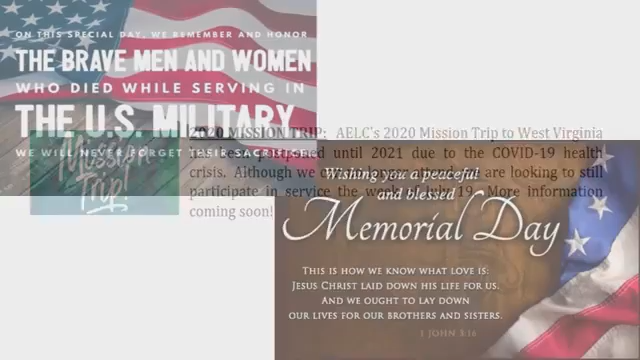 ON THIS SPECIAL DAY, WE REMEMBER AND HONOR
THE BRAVE MEN AND WOMEN
WHO DIED WHILE SERVING IN
THE U.S. MILITARY
WE WILL NEVER FORGET THEIR SACRIFICE
Mission
Trip!
2020 MISSION TRIP: AELC's 2020 Mission Trip to West Virginia
until 2021 due to the COVID-19 health
crisis. Although we are looking to still
participate in service the week of July 19. More information
coming soon!
Wishing you a peaceful
and blessed
Memorial Day
THIS IS HOW WE KNOW WHAT LOVE IS:
JESUS CHRIST LAID DOWN HIS LIFE FOR US.
AND WE OUGHT TO LAY DOWN
OUR LIVES FOR OUR BROTHERS AND SISTERS.
1 JOHN 3:16